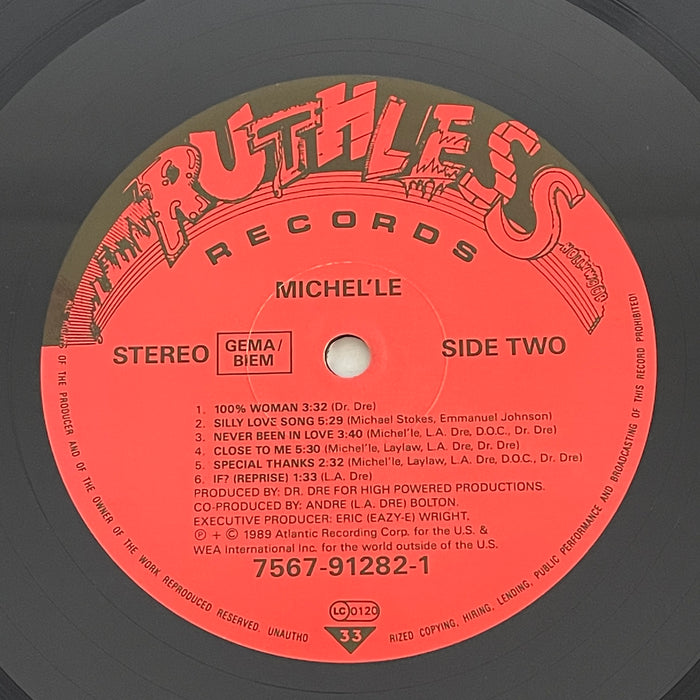 RUTHLESS
RECORDS
HOLLYWOOD
MICHEL'LE
STEREO GEMA/ BIEM SIDE TWO
1. 100% WOMAN 3:32 (Dr. Dre)
2. SILLY LOVE SONG 5:29 (Michael Stokes, Emmanuel Johnson)
3. NEVER BEEN IN LOVE 3:40 (Michel'le, L.A. Dre, D.O.C., Dr. Dre)
4. CLOSE TO ME 5:30 (Michel'le, Laylaw, L.A. Dre, Dr. Dre)
5. SPECIAL THANKS 2:32 (Michel'le, Laylaw, L.A. Dre, D.O.C., Dr. Dre)
6. IF? (REPRISE) 1:33 (L.A. Dre)
PRODUCED BY: DR. DRE FOR HIGH POWERED PRODUCTIONS.
CO-PRODUCED BY: ANDRE (L.A. DRE) BOLTON.
EXECUTIVE PRODUCER: ERIC (EAZY-E) WRIGHT.
Ⓟ + © 1989 Atlantic Recording Corp. for the U.S. &
WEA International Inc. for the world outside of the U.S.
7567-91282-1
LC 0120
33
OF THE PRODUCER AND OF THE OWNER OF THE WORK REPRODUCED RESERVED. UNAUTHO
RIZED COPYING, HIRING, LENDING, PUBLIC PERFORMANCE AND BROADCASTING OF THIS RECORD PROHIBITED!